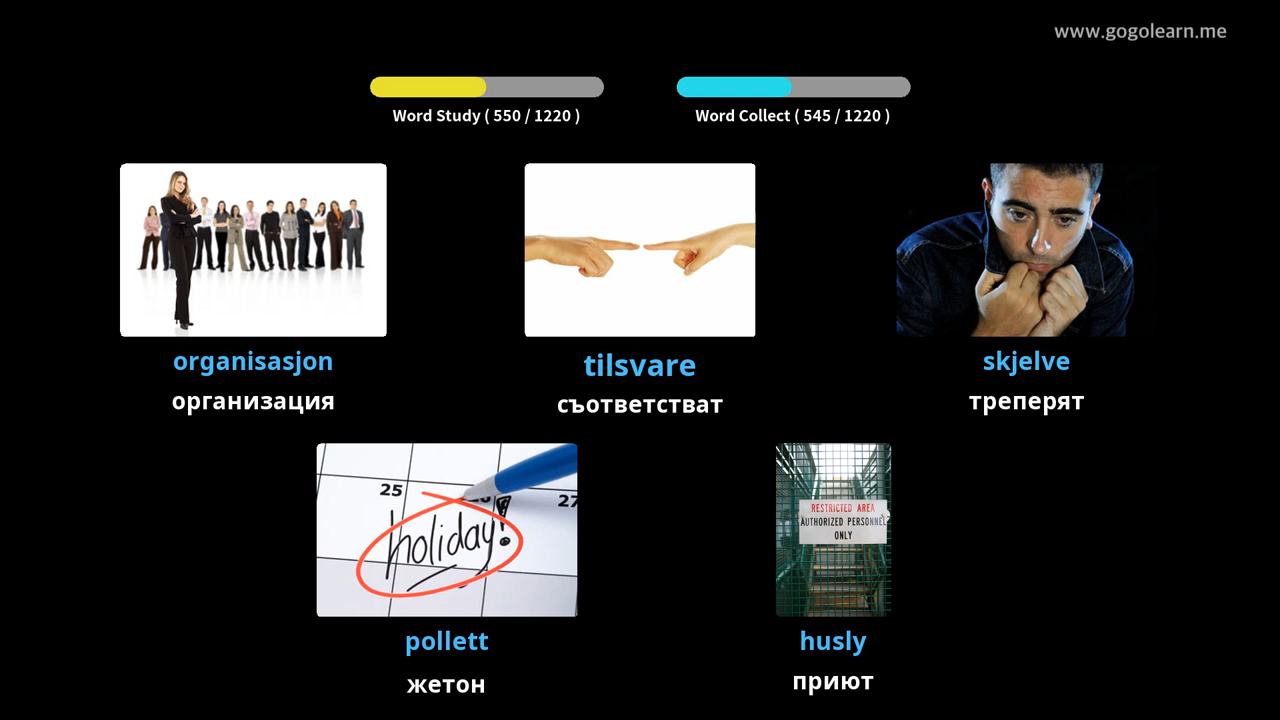 www.gogolearn.me
Word Study ( 550 / 1220 )
Word Collect ( 545 / 1220 )
organisasjon
организация
tilsvare
съответстват
skjelve
треперят
25
27
holiday!
pollett
жетон
RESTRICTED AREA
AUTHORIZED PERSONNEL
ONLY
husly
приют